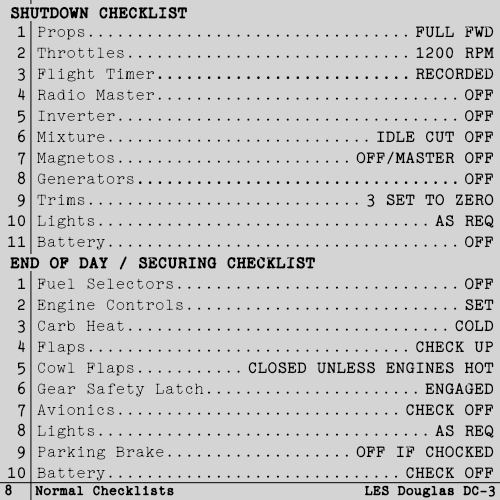 SHUTDOWN CHECKLIST
1 Props................................ FULL FWD
2 Throttles............................ 1200 RPM
3 Flight Timer......................... RECORDED
4 Radio Master.............................. OFF
5 Inverter.................................. OFF
6 Mixture.......................... IDLE CUT OFF
7 Magnetos...................... OFF/MASTER OFF
8 Generators................................ OFF
9 Trims........................... 3 SET TO ZERO
10 Lights................................ AS REQ
11 Battery.................................. OFF
END OF DAY / SECURING CHECKLIST
1 Fuel Selectors............................ OFF
2 Engine Controls........................... SET
3 Carb Heat................................ COLD
4 Flaps................................ CHECK UP
5 Cowl Flaps........... CLOSED UNLESS ENGINES HOT
6 Gear Safety Latch..................... ENGAGED
7 Avionics............................ CHECK OFF
8 Lights................................. AS REQ
9 Parking Brake.................. OFF IF CHOCKED
10 Battery............................ CHECK OFF
8 Normal Checklists LES Douglas DC-3